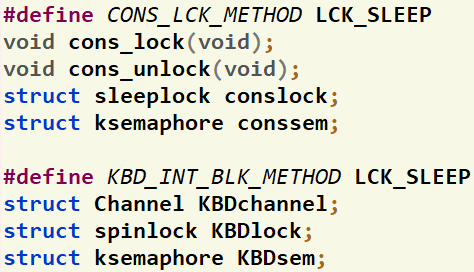 #define CONS_LCK_METHOD LCK_SLEEP
void cons_lock(void);
void cons_unlock(void);
struct sleeplock conslock;
struct ksemaphore conssem;
#define KBD_INT_BLK_METHOD LCK_SLEEP
struct Channel KBDchannel;
struct spinlock KBDlock;
struct ksemaphore KBDsem;